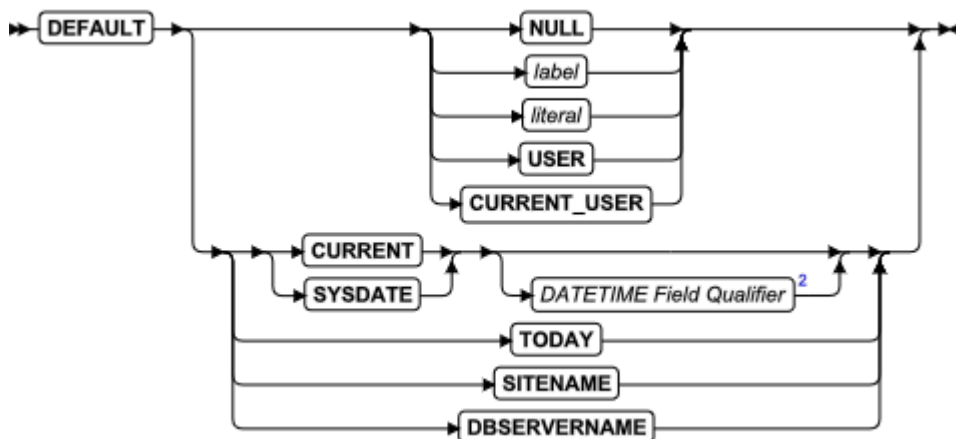 DEFAULT NULL
label
literal
USER
CURRENT_USER
CURRENT
SYSDATE DATETIME Field Qualifier 2
TODAY
SITENAME
DBSERVERNAME